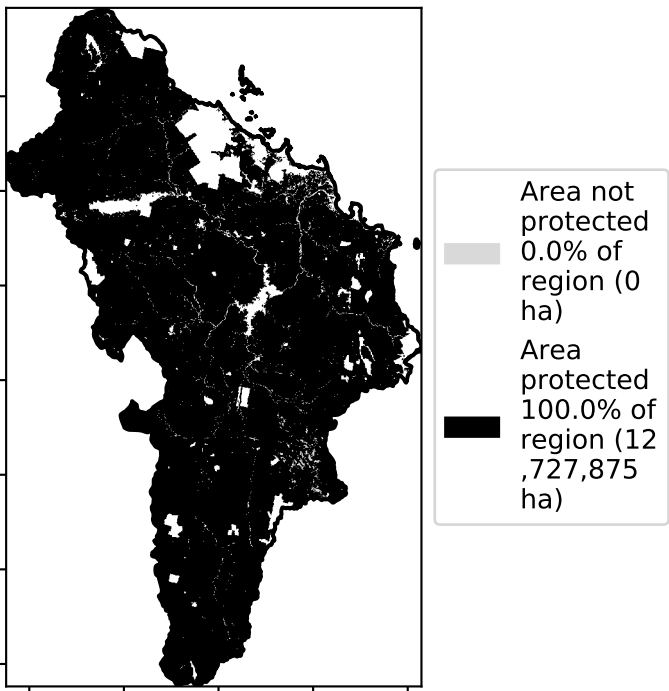 Area not
protected
0.0% of
region (0
ha)
Area
protected
100.0% of
region (12
,727,875
ha)